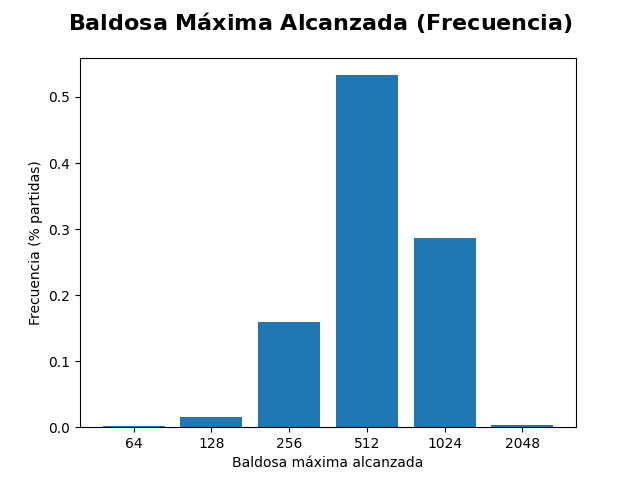 Baldosa Máxima Alcanzada (Frecuencia)
Frecuencia (% partidas)
0.5
0.4
0.3
0.2
0.1
0.0
64 128 256 512 1024 2048
Baldosa máxima alcanzada